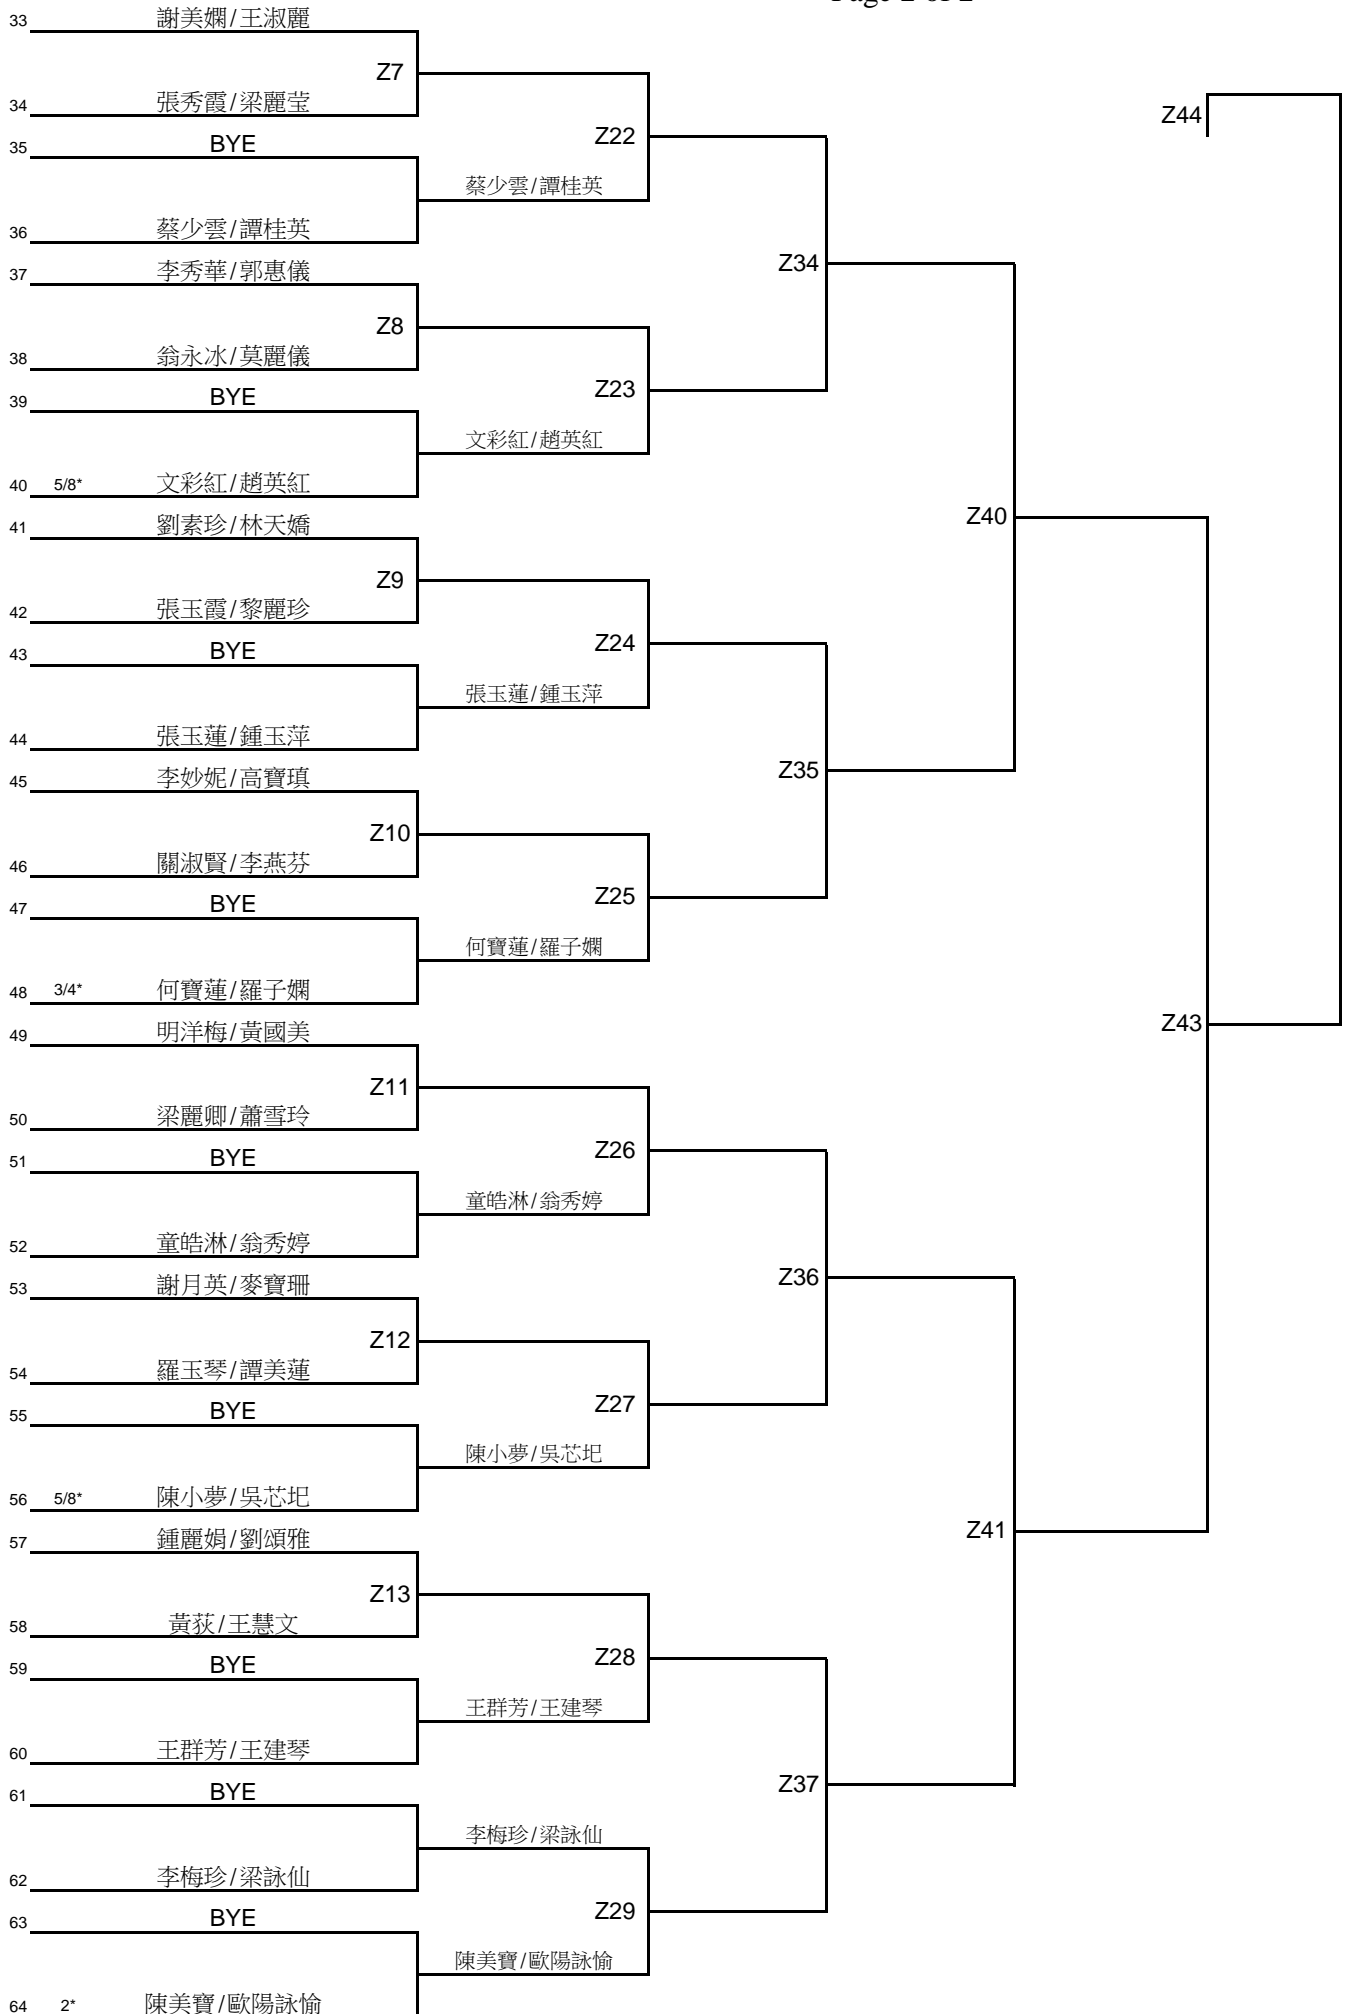 Page 2 of 2
33 謝美嫻/王淑麗
Z7
34 張秀霞/梁麗莹
Z44
35 BYE
Z22
蔡少雲/譚桂英
36 蔡少雲/譚桂英
37 李秀華/郭惠儀
Z34
Z8
38 翁永冰/莫麗儀
39 BYE
Z23
文彩紅/趙英紅
40 5/8* 文彩紅/趙英紅
41 劉素珍/林天嬌
Z40
Z9
42 張玉霞/黎麗珍
43 BYE
Z24
張玉蓮/鍾玉萍
44 張玉蓮/鍾玉萍
45 李妙妮/高寶瑱
Z35
Z10
46 關淑賢/李燕芬
47 BYE
Z25
何寶蓮/羅子嫻
48 3/4* 何寶蓮/羅子嫻
49 明洋梅/黃國美
Z43
Z11
50 梁麗卿/蕭雪玲
51 BYE
Z26
童皓淋/翁秀婷
52 童皓淋/翁秀婷
53 謝月英/麥寶珊
Z36
Z12
54 羅玉琴/譚美蓮
55 BYE
Z27
陳小夢/吳芯圯
56 5/8* 陳小夢/吳芯圯
57 鍾麗娟/劉頌雅
Z41
Z13
58 黃荻/王慧文
59 BYE
Z28
王群芳/王建琴
60 王群芳/王建琴
61 BYE
Z37
李梅珍/梁詠仙
62 李梅珍/梁詠仙
63 BYE
Z29
陳美寶/歐陽詠愉
64 2* 陳美寶/歐陽詠愉